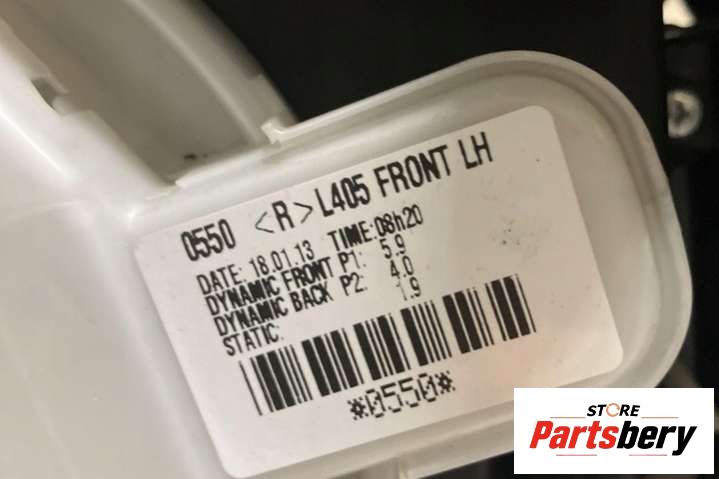 0550 <R> L405 FRONT LH
DATE: 18.01.13 TIME:08h20
DYNAMIC FRONT P1: 5.9
DYNAMIC BACK P2: 4.0
STATIC: 1.9
*0550*
STORE
Partsbery